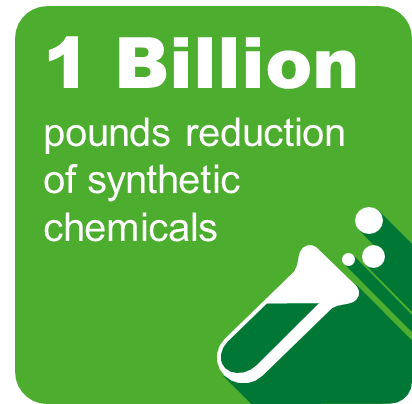 1 Billion
pounds reduction
of synthetic
chemicals